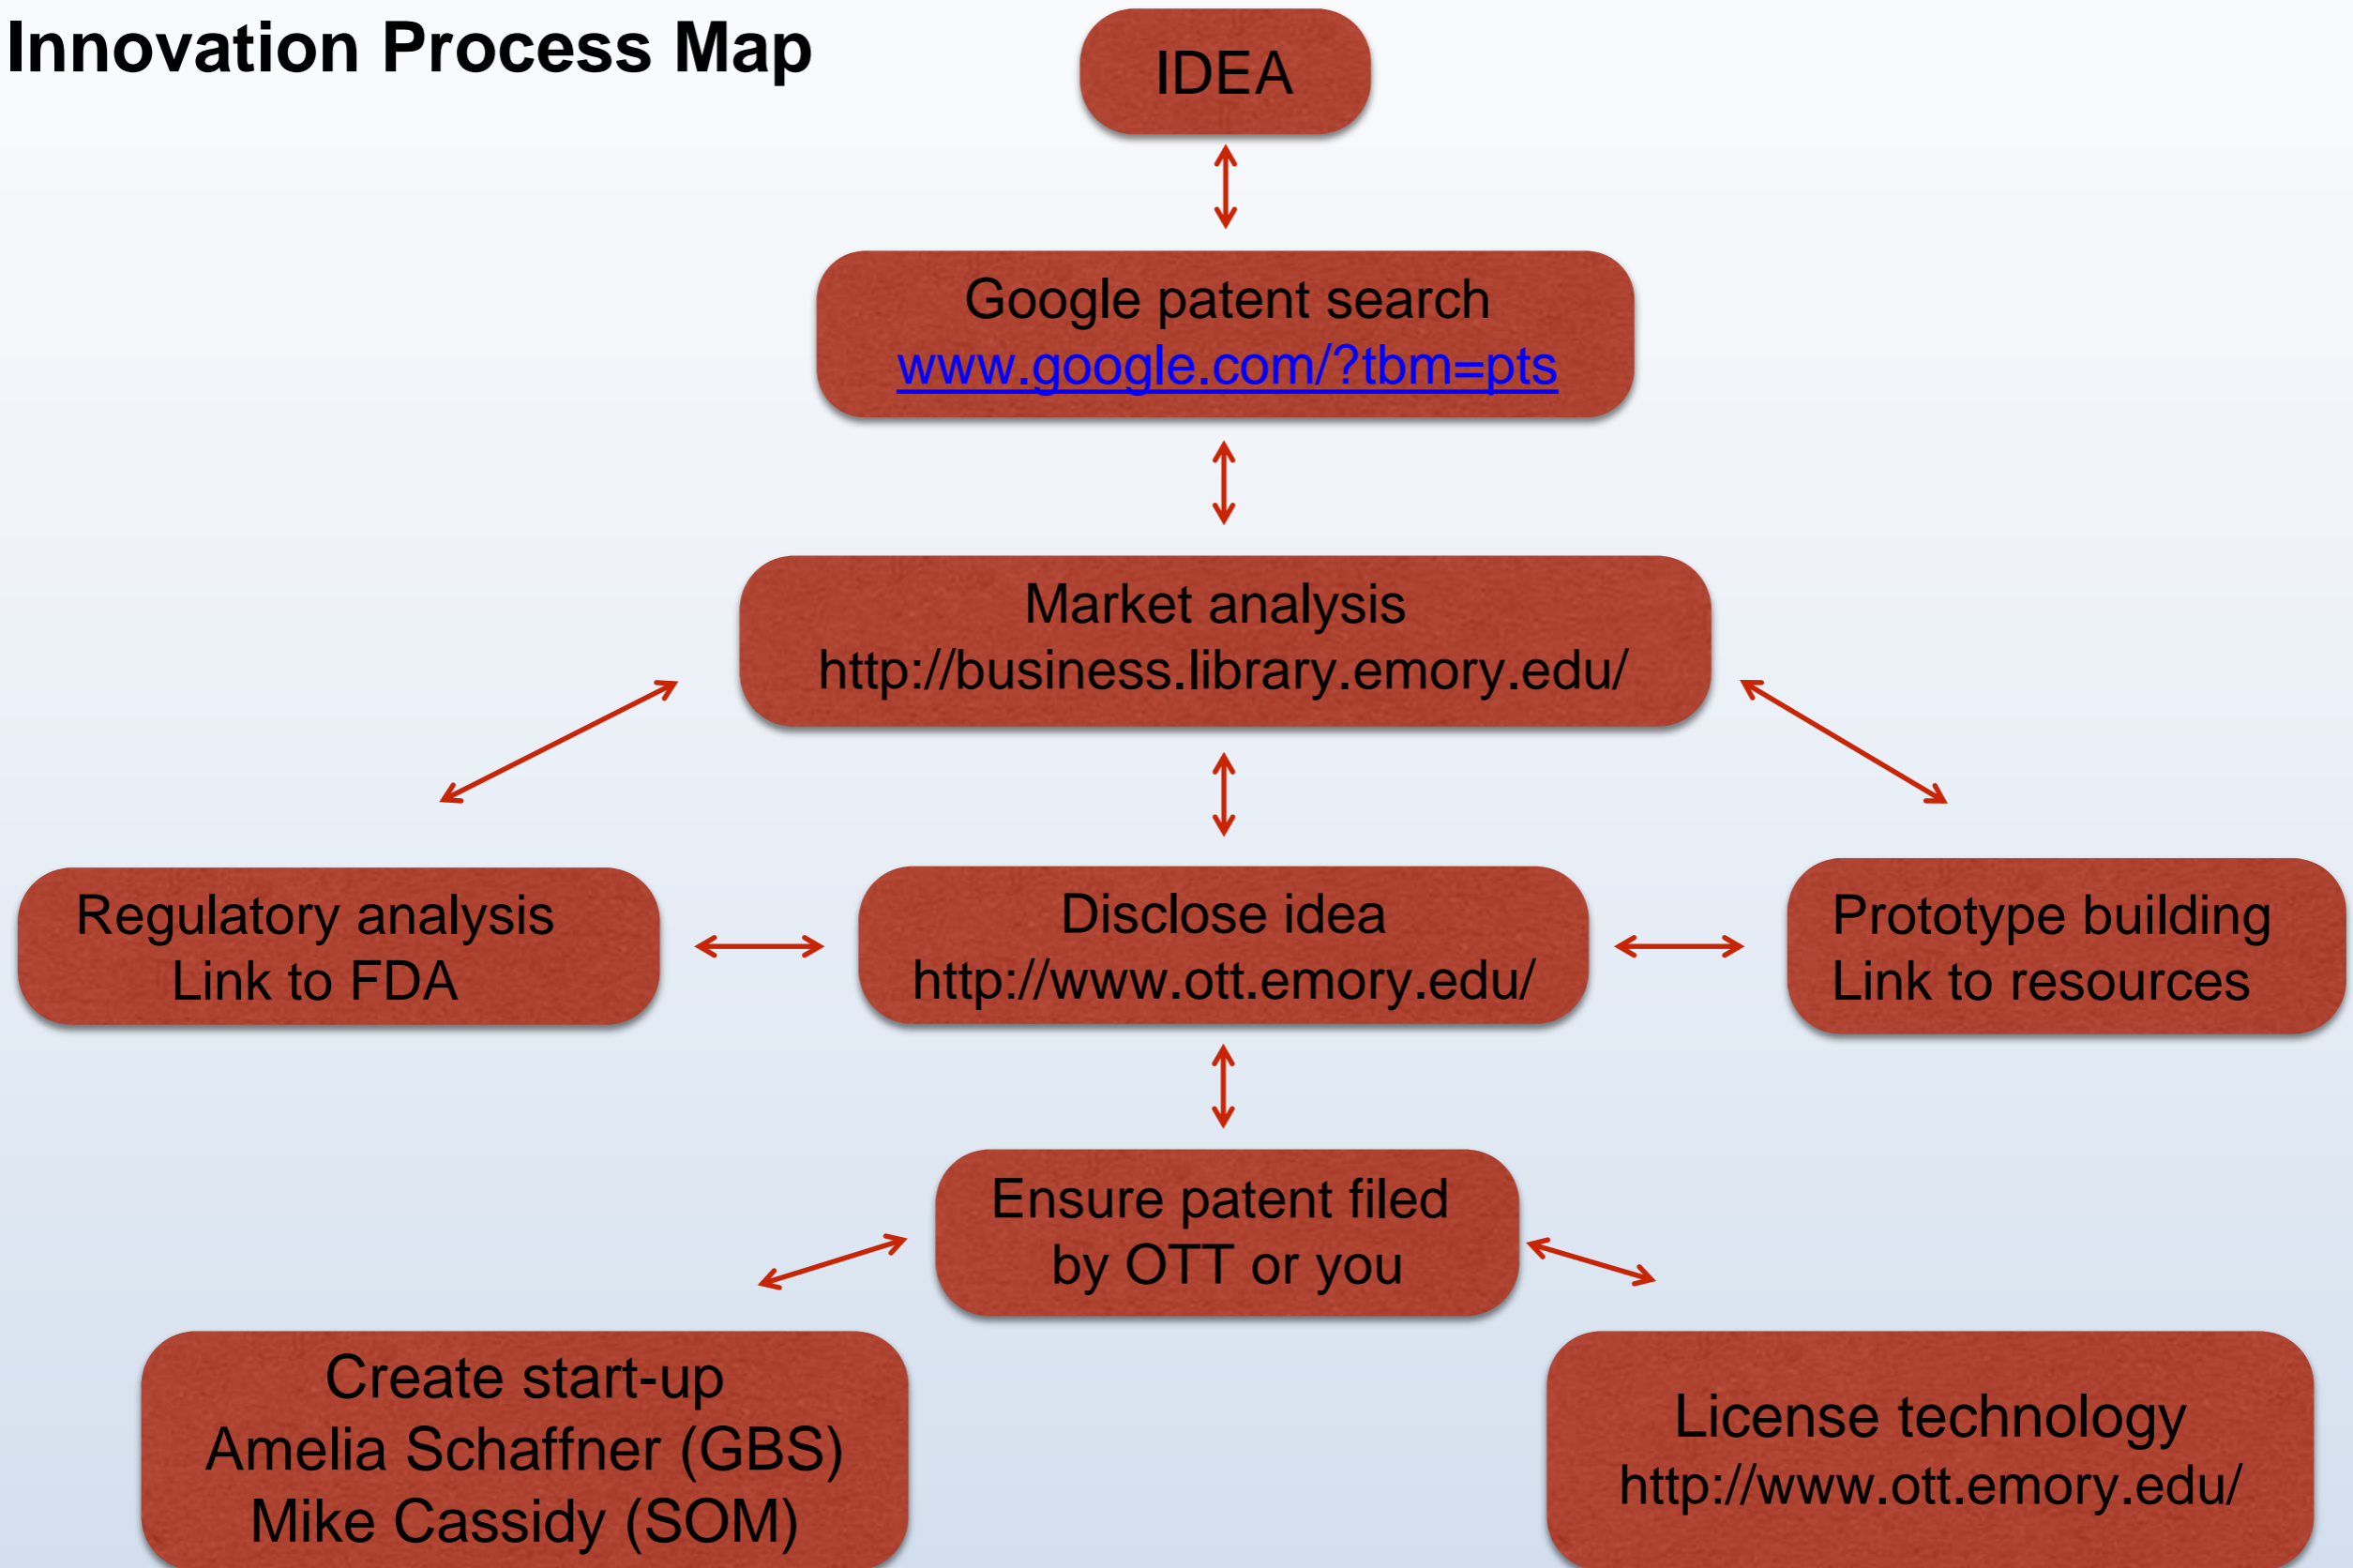 Innovation Process Map
IDEA
Google patent search
www.google.com/?tbm=pts
Market analysis
http://business.library.emory.edu/
Regulatory analysis
Link to FDA
Disclose idea
http://www.ott.emory.edu/
Prototype building
Link to resources
Ensure patent filed
by OTT or you
Create start-up
Amelia Schaffner (GBS)
Mike Cassidy (SOM)
License technology
http://www.ott.emory.edu/